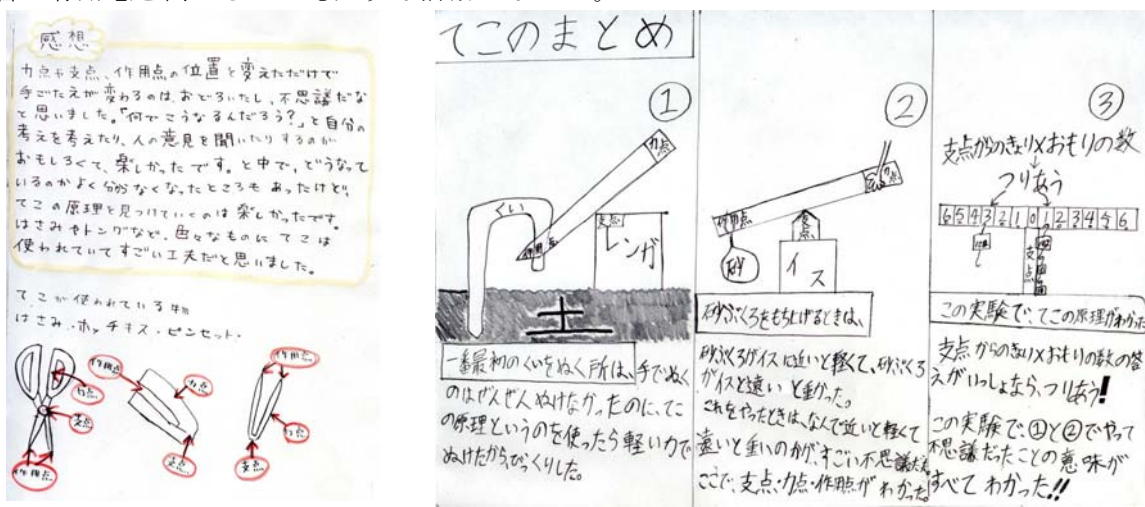 感想
力点や支点、作用点の位置を変えただけで
手ごたえが変わるのは、おどろいたし、不思議だな
と思いました。「何でこうなるんだろう?」と自分の
考えを考えたり、人の意見を聞いたりするのが
おもしろくて、楽しかったです。と中で、どうなって
いるのかよく分らなくなったところもあったけど、
てこの原理を見つけていくのは楽しかったです。
はさみやトングなど、色々なものにてこは
使われていてすごい工夫だと思いました。
てこが使われている物
はさみ・ホッチキス・ピンセット・
力点
支点
作用点
作用点
力点
支点
作用点
力点
支点
てこのまとめ
①
力点
くい
作用点
支点
レンガ
土
一番最初のくいをぬく所は、手でぬく
のはぜんぜんぬけなかったのに、てこ
の原理というのを使ったら軽い力で
ぬけたからびっくりした。
②
力点
作用点
支点
砂
イス
砂ぶくろをもち上げるときは、
砂ぶくろがイスに近いと軽くて、砂ぶくろ
がイスと遠いと重かった。
これをやったときは、なんで近いと軽くて
遠いと重いのかが、すごい不思議だ
ここで、支点・力点・作用点がわかった。
③
支点からのきょり×おもりの数
つりあう
6 5 4 3 2 1 0 1 2 3 4 5 6
支点
この実験で、てこの原理がわかった
支点からのきょり×おもりの数の答
えがいっしょなら、つりあう!
この実験で、①と②でやって
不思議だったことの意味が
すべてわかった!!